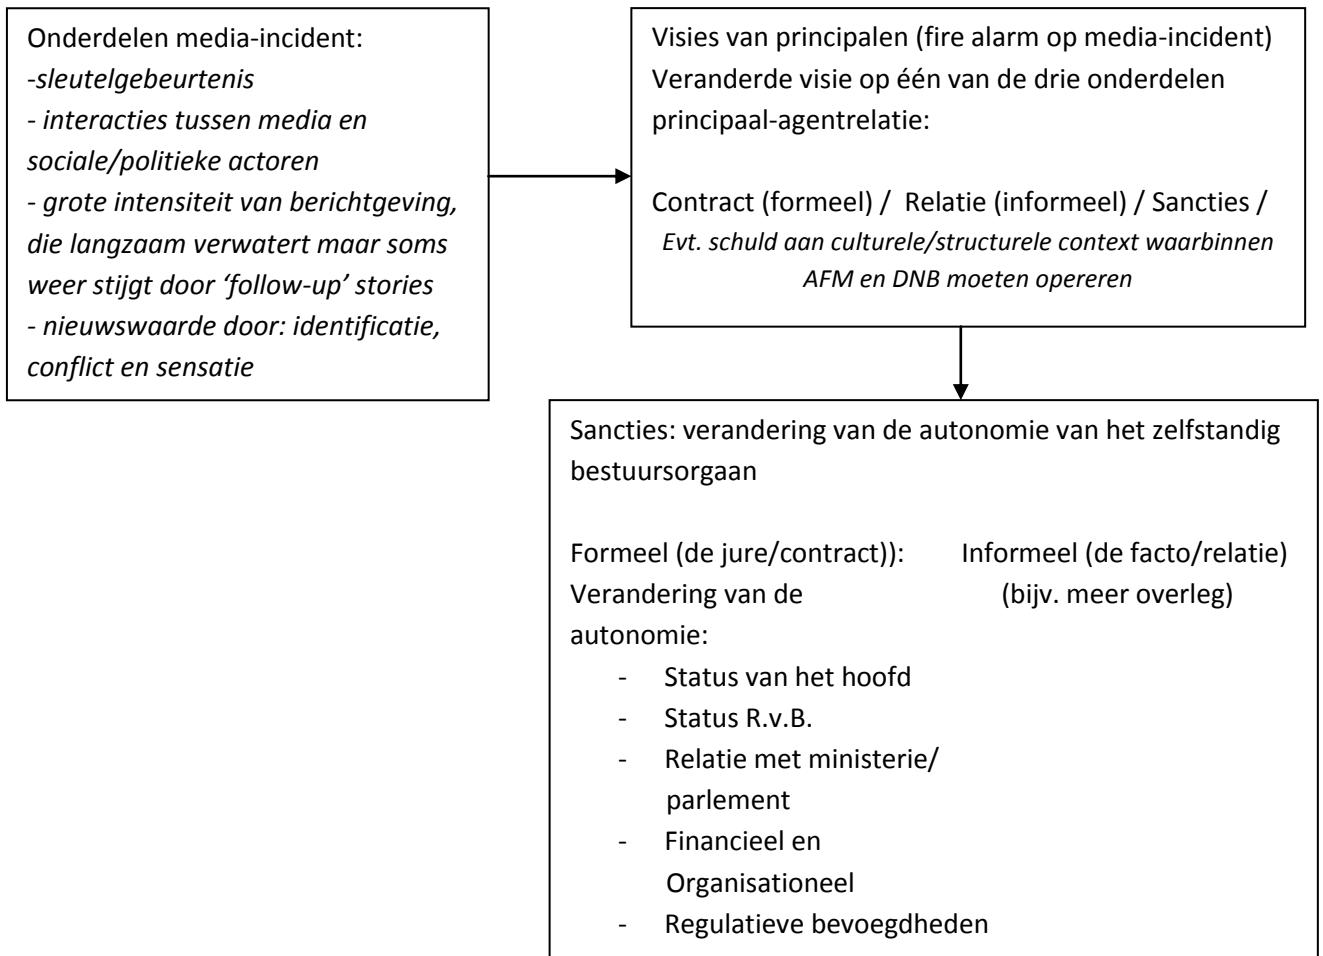 Onderdelen media-incident:
-sleutelgebeurtenis
- interacties tussen media en
sociale/politieke actoren
- grote intensiteit van berichtgeving,
die langzaam verwatert maar soms
weer stijgt door ‘follow-up’ stories
- nieuwswaarde door: identificatie,
conflict en sensatie
Visies van principalen (fire alarm op media-incident)
Veranderde visie op één van de drie onderdelen
principaal-agentrelatie:
Contract (formeel) / Relatie (informeel) / Sancties /
Evt. schuld aan culturele/structurele context waarbinnen
AFM en DNB moeten opereren
Sancties: verandering van de autonomie van het zelfstandig
bestuursorgaan
Formeel (de jure/contract)):
Verandering van de
autonomie:
- Status van het hoofd
- Status R.v.B.
- Relatie met ministerie/
parlement
- Financieel en
Organisationeel
- Regulatieve bevoegdheden
Informeel (de facto/relatie)
(bijv. meer overleg)